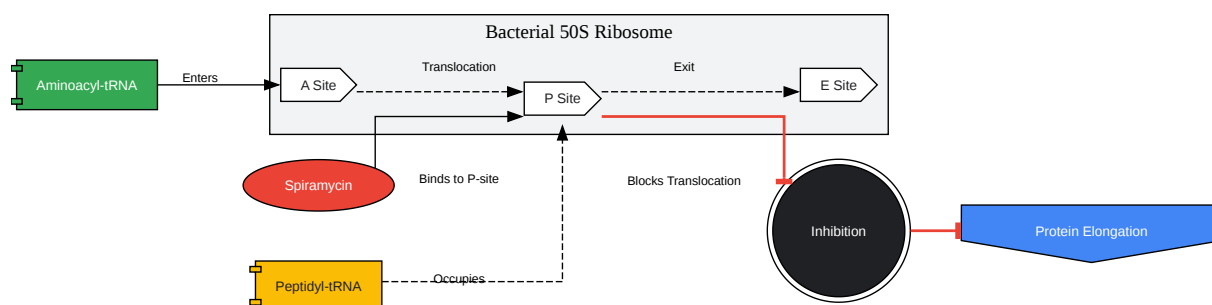 Bacterial 50S Ribosome
Translocation
Exit
Aminoacyl-tRNA
Enters
A Site
P Site
E Site
Spiramycin
Binds to P-site
Blocks Translocation
Inhibition
Protein Elongation
Peptidyl-tRNA
Occupies